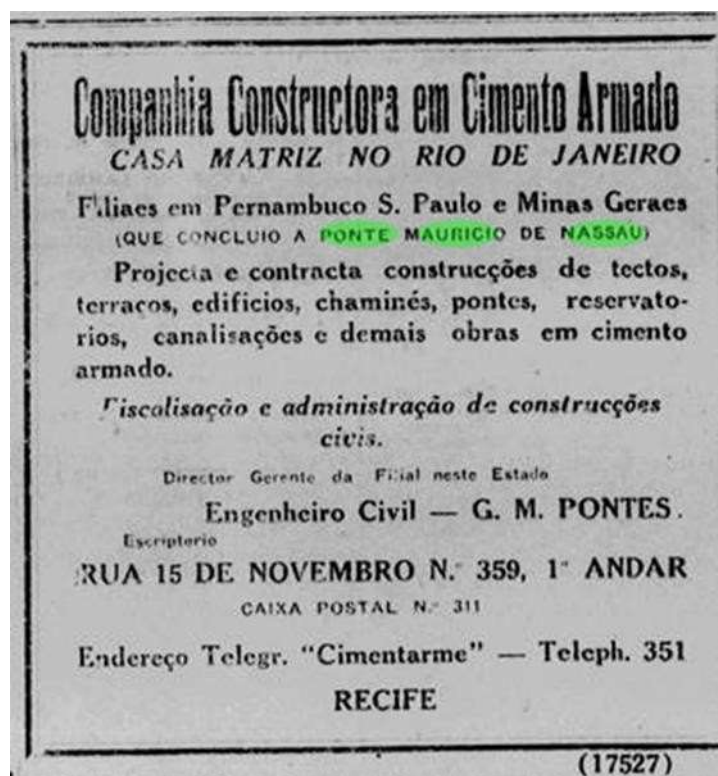 Companhia Constructora em Cimento Armado
CASA MATRIZ NO RIO DE JANEIRO
Filiaes em Pernambuco S. Paulo e Minas Geraes
(QUE CONCLUIO A PONTE MAURICIO DE NASSAU)
Projecta e contracta construcções de tectos,
terraços, edificios, chaminés, pontes, reservato-
rios, canalisações e demais obras em cimento
armado.
Fiscalisação e administração de construcções
civis.
Director Gerente da Filial neste Estado
Engenheiro Civil — G. M. PONTES.
Escriptorio
RUA 15 DE NOVEMBRO N.º 359, 1º ANDAR
CAIXA POSTAL N.º 311
Endereço Telegr. "Cimentarme" — Teleph. 351
RECIFE
(17527)